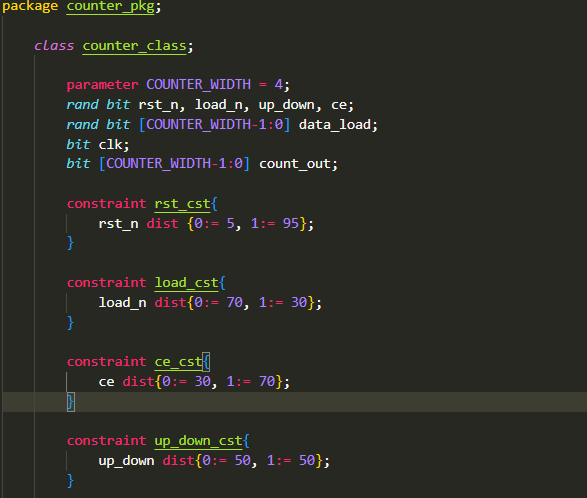 package counter_pkg;
class counter_class;
parameter COUNTER_WIDTH = 4;
rand bit rst_n, load_n, up_down, ce;
rand bit [COUNTER_WIDTH-1:0] data_load;
bit clk;
bit [COUNTER_WIDTH-1:0] count_out;
constraint rst_cst{
rst_n dist {0:= 5, 1:= 95};
}
constraint load_cst{
load_n dist{0:= 70, 1:= 30};
}
constraint ce_cst{
ce dist{0:= 30, 1:= 70};
}
constraint up_down_cst{
up_down dist{0:= 50, 1:= 50};
}